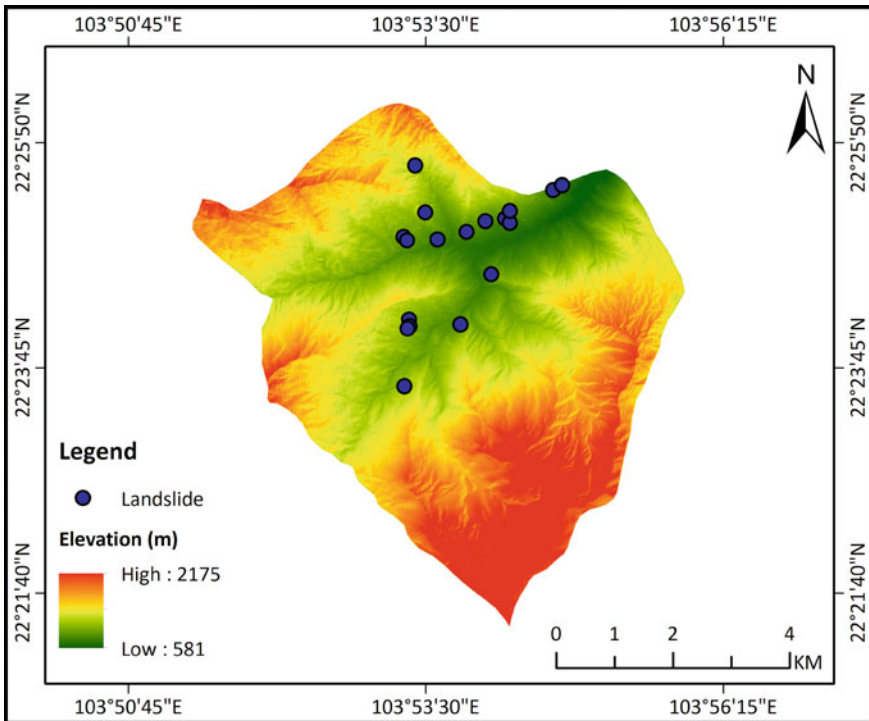 103°50'45"E 103°53'30"E 103°56'15"E
N
22°25'50"N 22°25'50"N
22°23'45"N 22°23'45"N
22°21'40"N 22°21'40"N
Legend
Landslide
Elevation (m)
High : 2175
Low : 581
0 1 2 4
KM
103°50'45"E 103°53'30"E 103°56'15"E